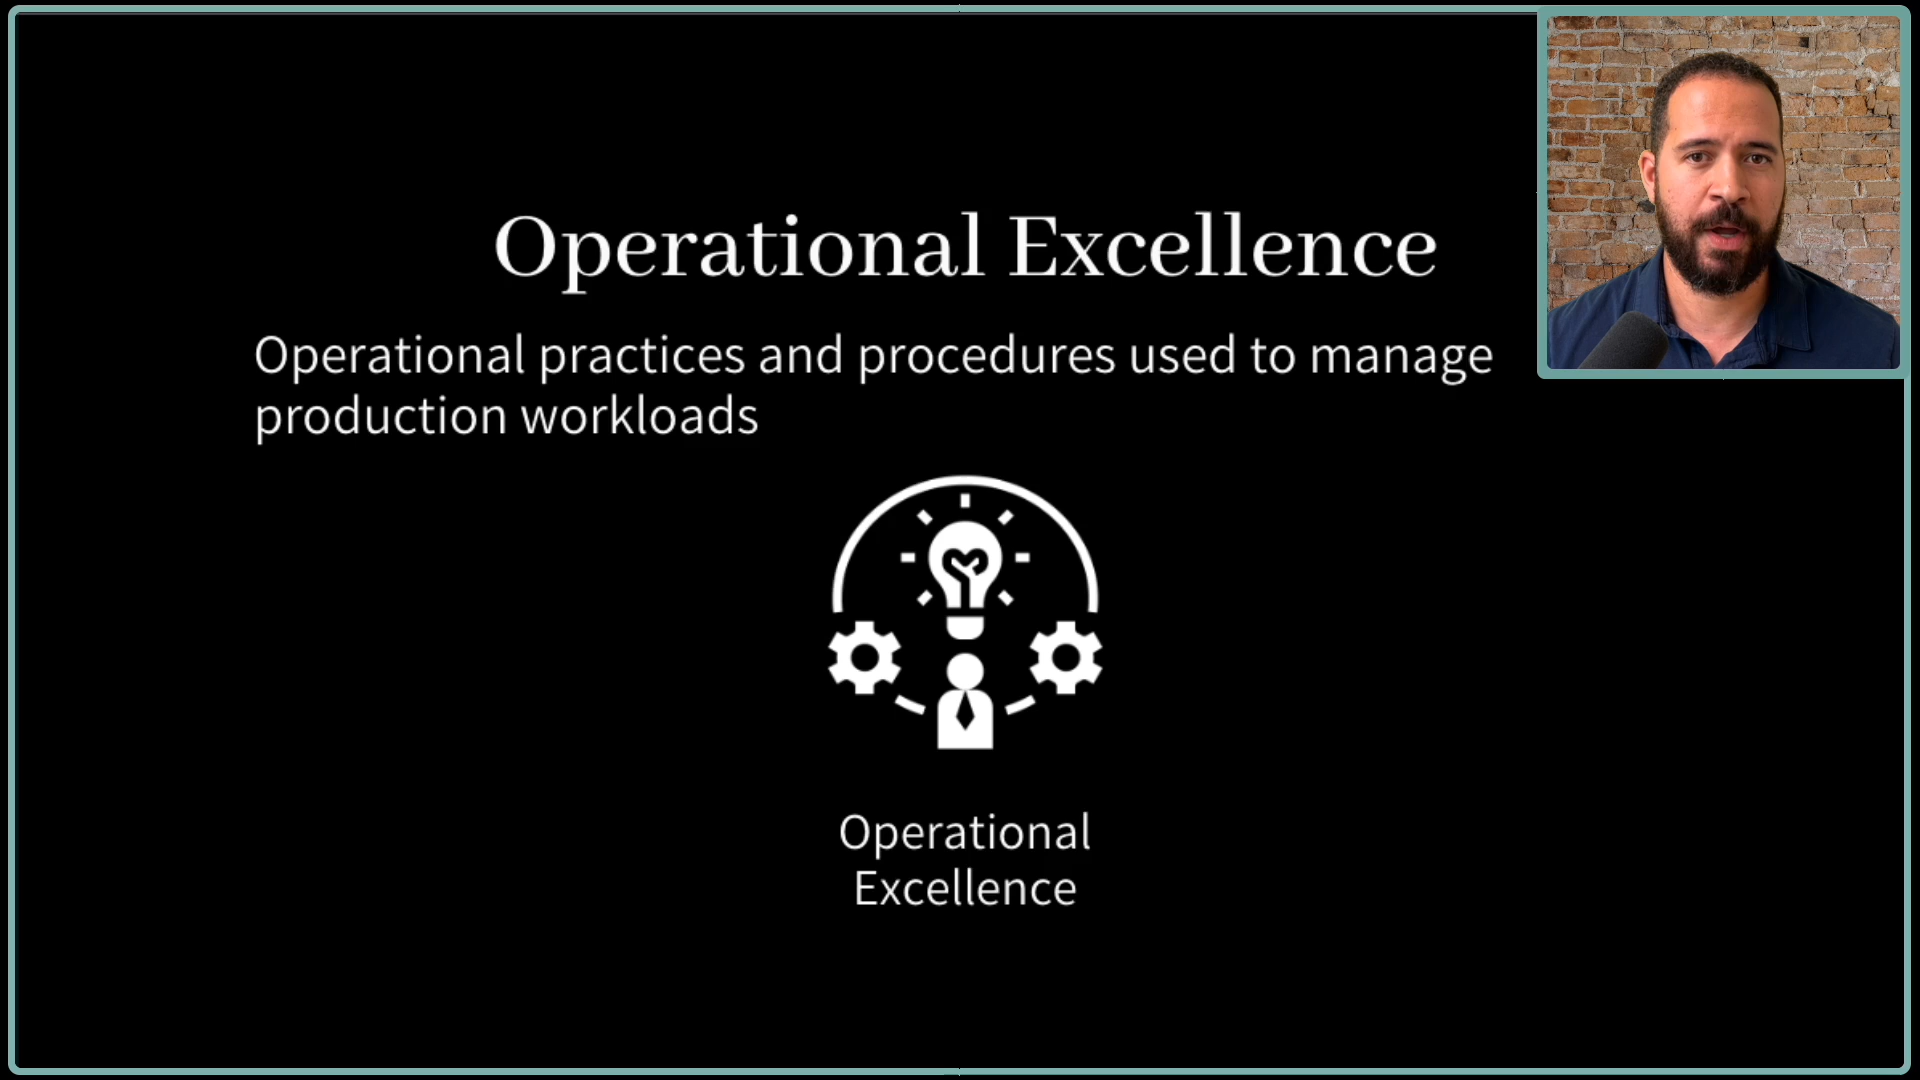 Operational Excellence
Operational practices and procedures used to manage
production workloads
Operational
Excellence